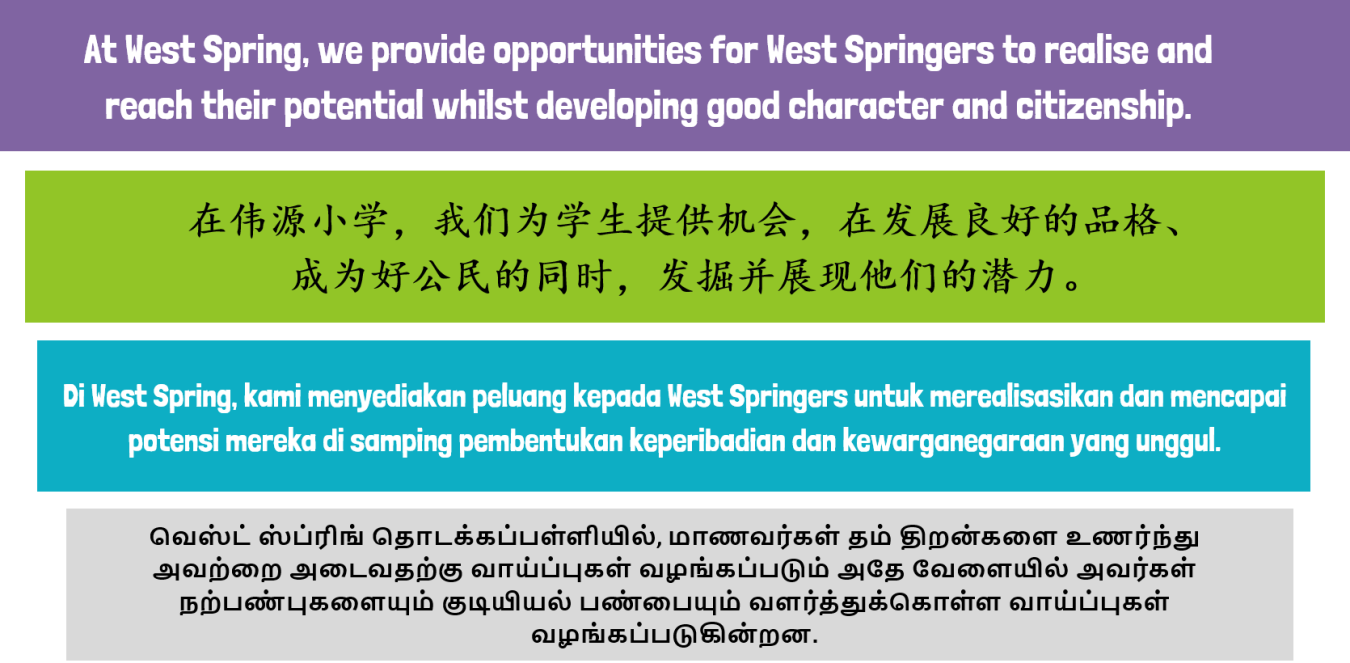 At West Spring, we provide opportunities for West Springers to realise and
reach their potential whilst developing good character and citizenship.
在伟源小学，我们为学生提供机会，在发展良好的品格、
成为好公民的同时，发掘并展现他们的潜力。
Di West Spring, kami menyediakan peluang kepada West Springers untuk merealisasikan dan mencapai
potensi mereka di samping pembentukan keperibadian dan kewarganegaraan yang unggul.
வெஸ்ட் ஸ்ப்ரிங் தொடக்கப்பள்ளியில், மாணவர்கள் தம் திறன்களை உணர்ந்து
அவற்றை அடைவதற்கு வாய்ப்புகள் வழங்கப்படும் அதே வேளையில் அவர்கள்
நற்பண்புகளையும் குடியியல் பண்பையும் வளர்த்துக்கொள்ள வாய்ப்புகள்
வழங்கப்படுகின்றன.